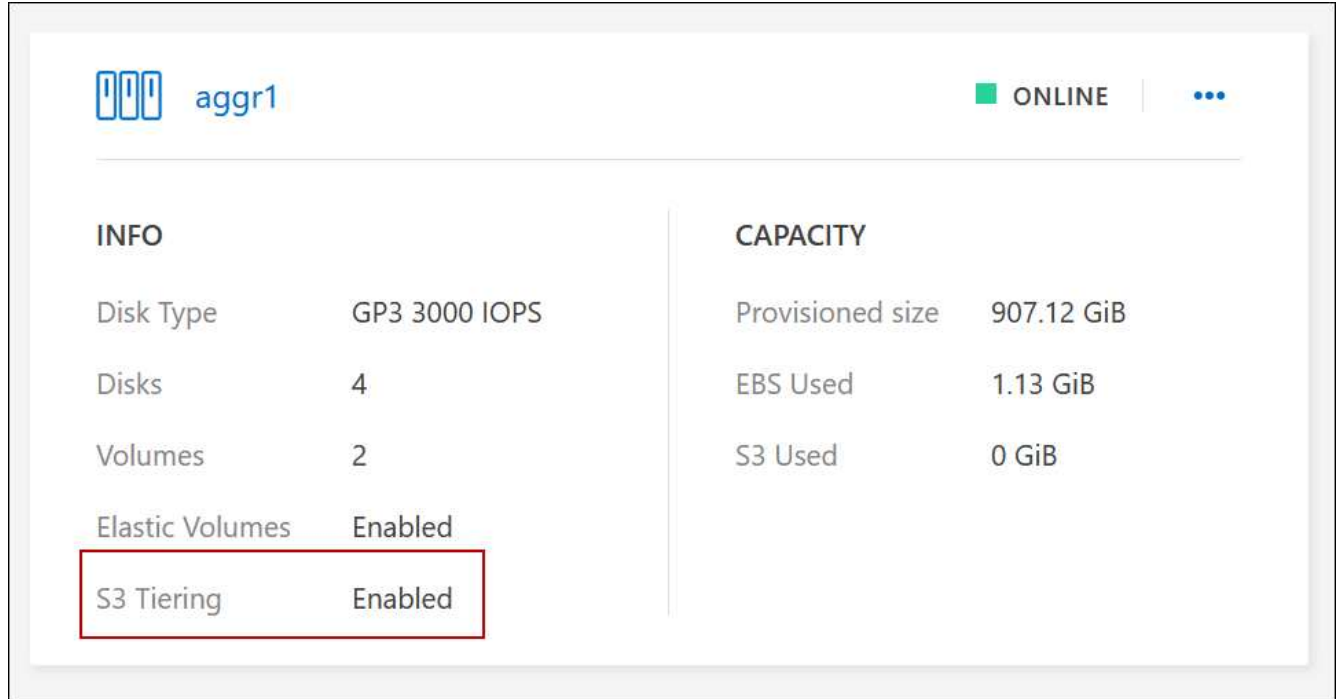 aggr1
ONLINE
INFO
Disk Type GP3 3000 IOPS
Disks 4
Volumes 2
Elastic Volumes Enabled
S3 Tiering Enabled
CAPACITY
Provisioned size 907.12 GiB
EBS Used 1.13 GiB
S3 Used 0 GiB